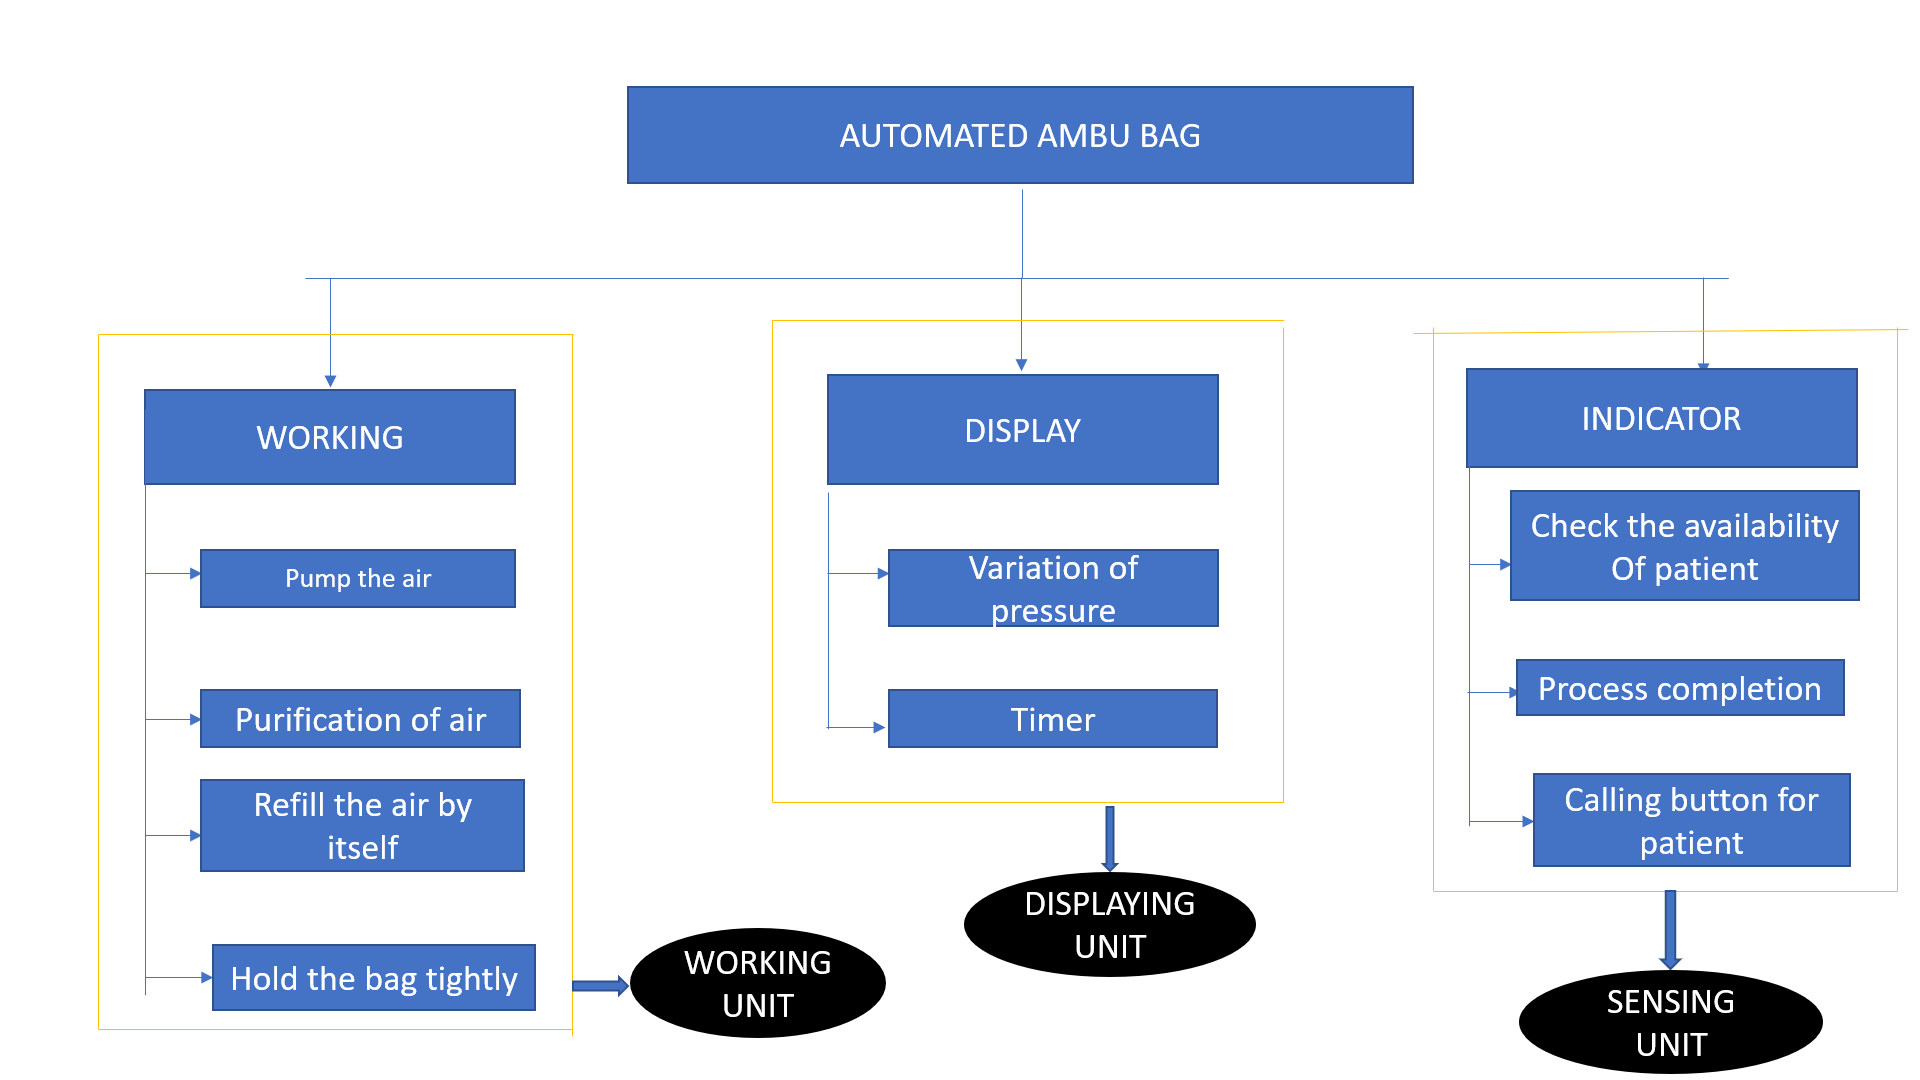 AUTOMATED AMBU BAG
WORKING
Pump the air
Purification of air
Refill the air by
itself
Hold the bag tightly
WORKING
UNIT
DISPLAY
Variation of
pressure
Timer
DISPLAYING
UNIT
INDICATOR
Check the availability
Of patient
Process completion
Calling button for
patient
SENSING
UNIT